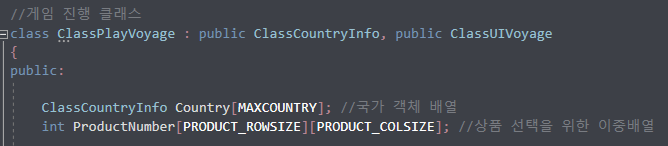 //게임 진행 클래스
class ClassPlayVoyage : public ClassCountryInfo, public ClassUIVoyage
{
public:
ClassCountryInfo Country[MAXCOUNTRY]; //국가 객체 배열
int ProductNumber[PRODUCT_ROWSIZE][PRODUCT_COLSIZE]; //상품 선택을 위한 이중배열